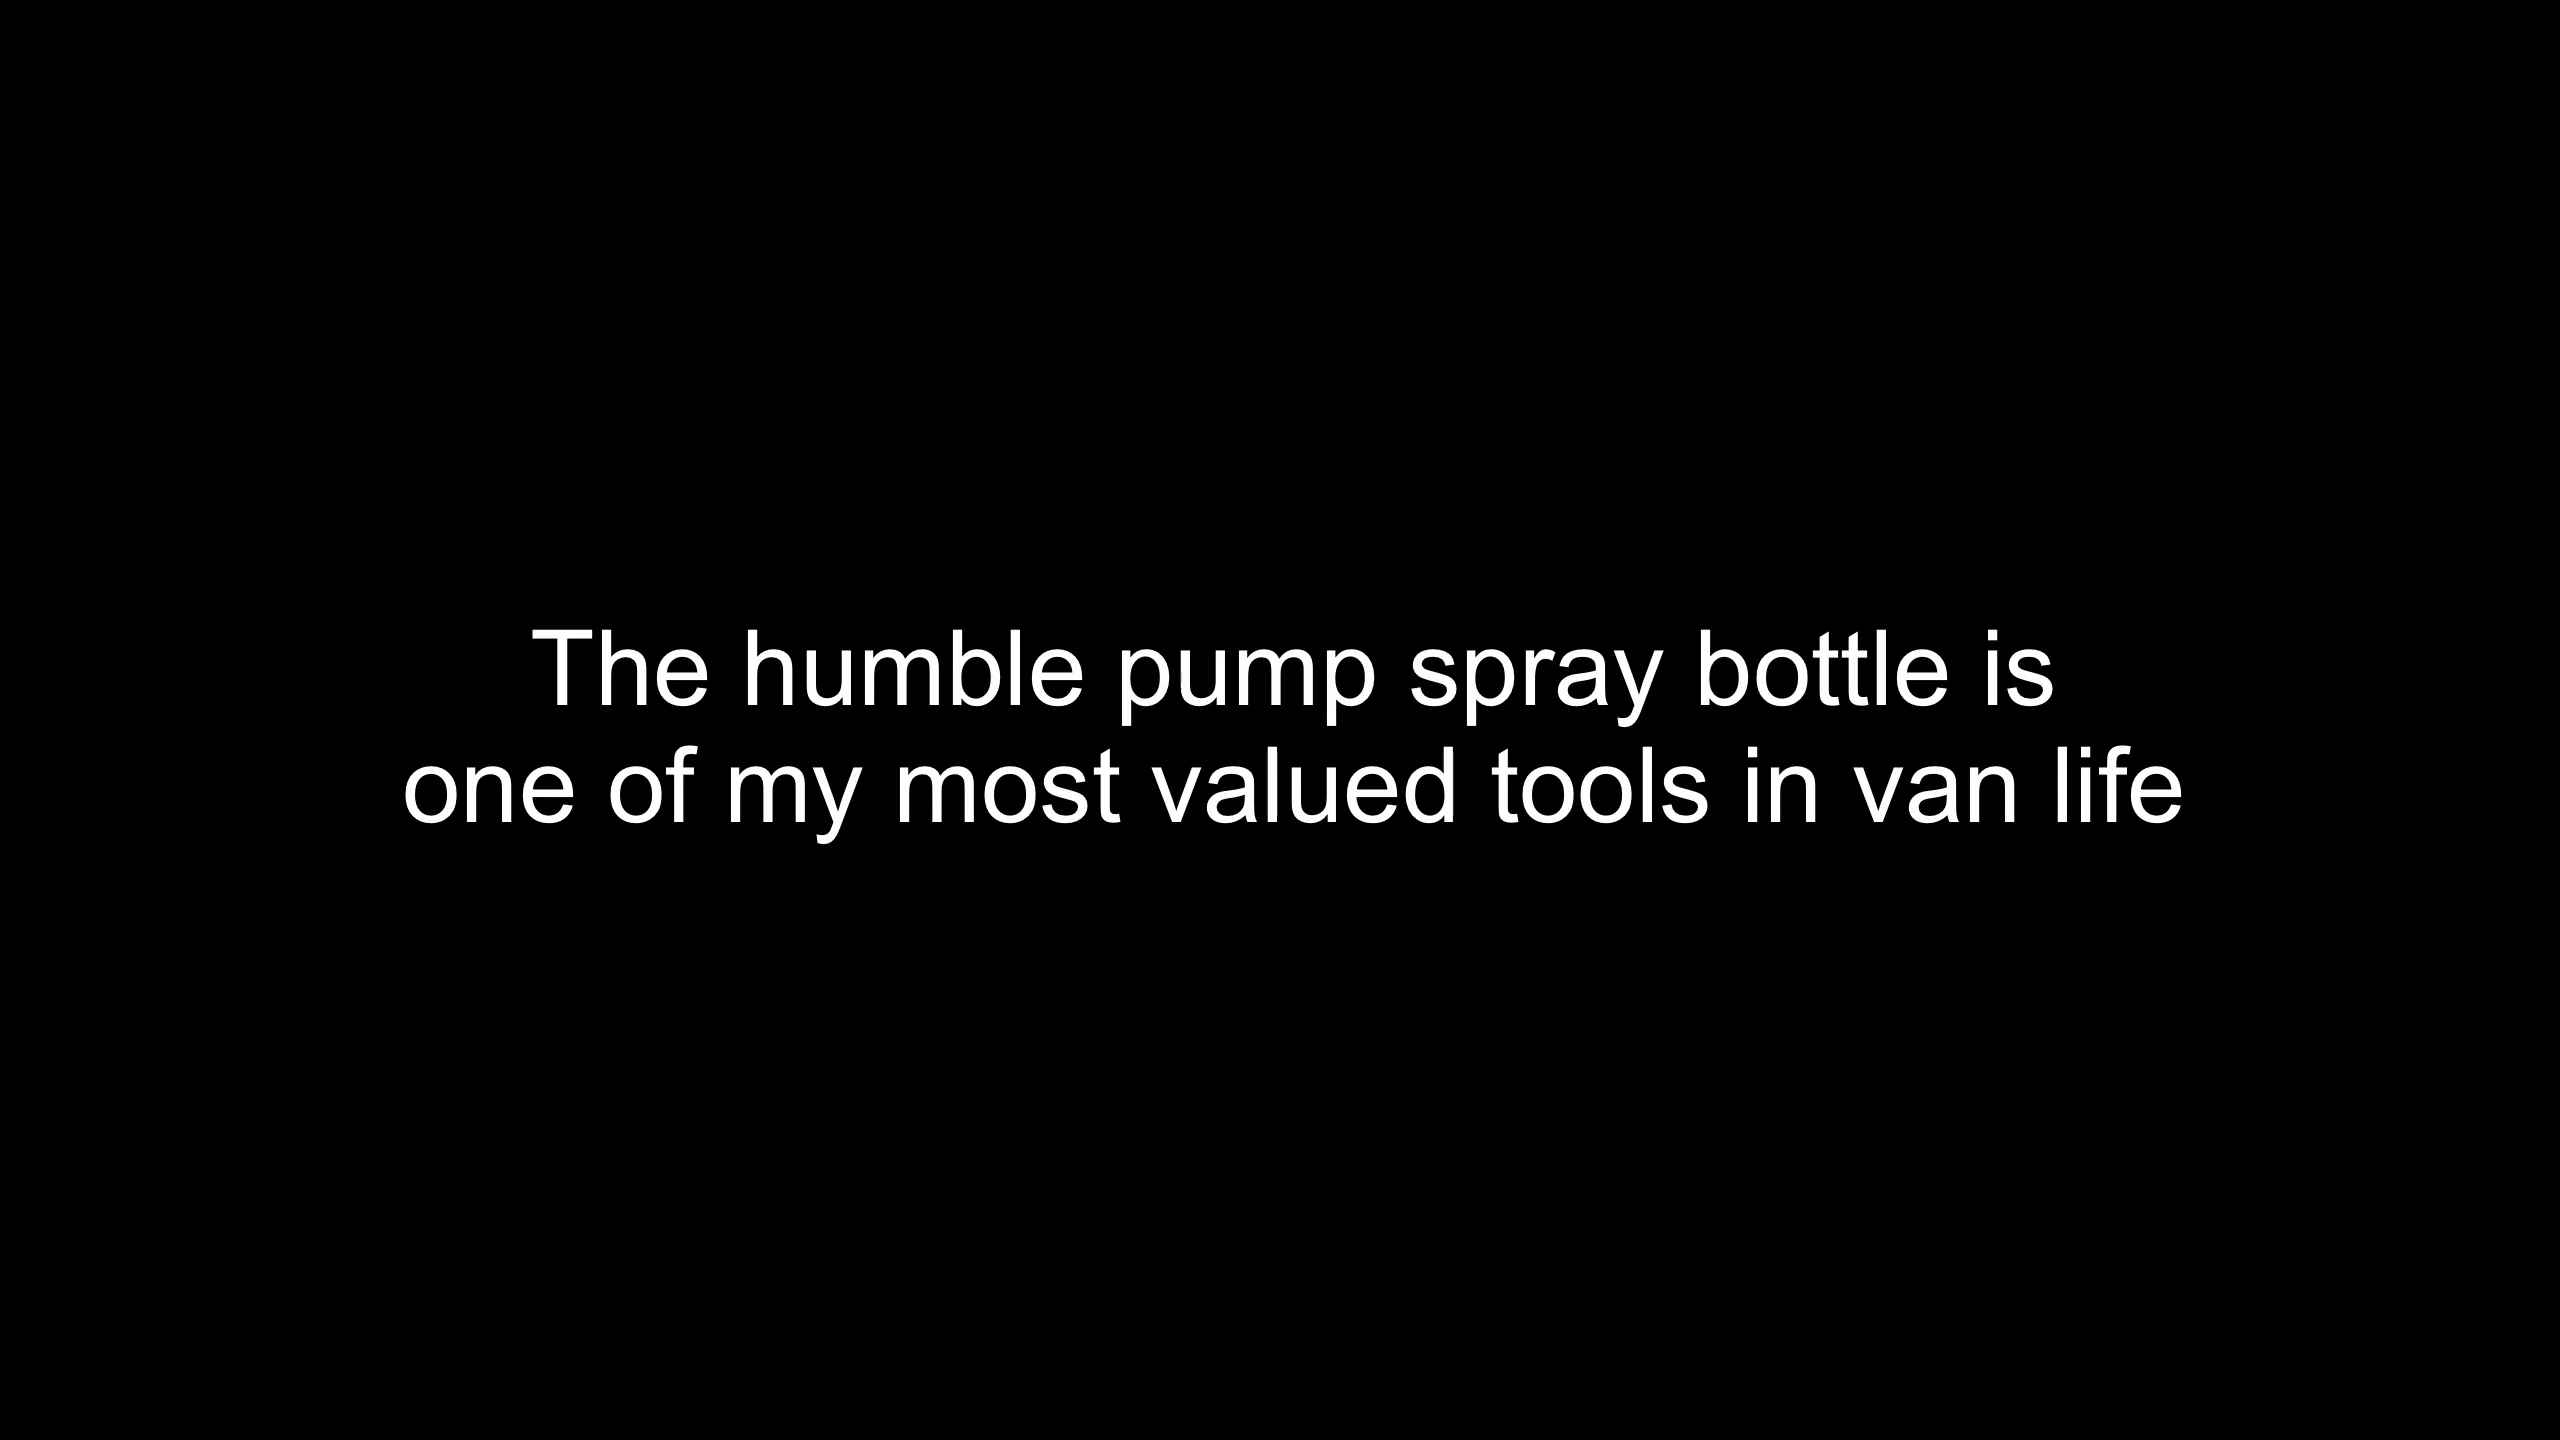 The humble pump spray bottle is
one of my most valued tools in van life